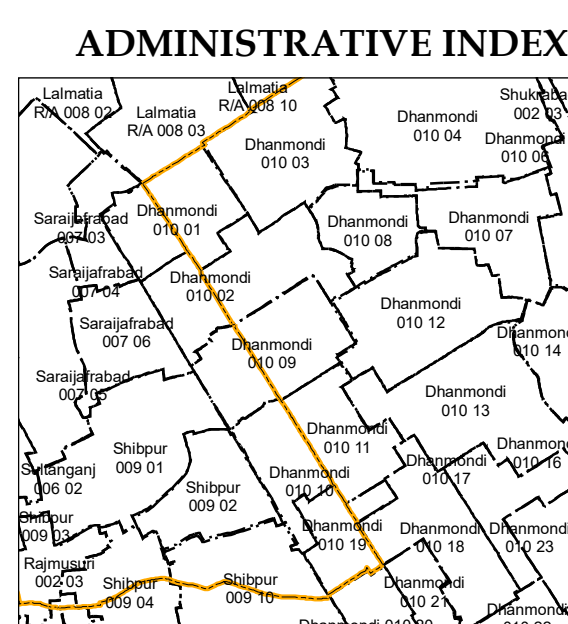 ADMINISTRATIVE INDEX
Lalmatia
R/A 008 02
Lalmatia
R/A 008 03
Lalmatia
R/A 008 10
Dhanmondi
010 03
Dhanmondi
010 04
Shukraba
002 03
Dhanmondi
010 06
Saraijafrabad
007 03
Dhanmondi
010 01
Dhanmondi
010 08
Dhanmondi
010 07
Saraijafrabad
007 04
Dhanmondi
010 02
Saraijafrabad
007 06
Dhanmondi
010 12
Dhanmondi
010 09
Dhanmon
010 14
Saraijafrabad
007 05
Dhanmondi
010 13
Shibpur
009 01
Dhanmondi
010 11
Dhanmondi
010 17
Dhanmond
010 16
Sultanganj
006 02
Shibpur
009 02
Dhanmondi
010 10
Shibpur
009 03
Dhanmondi
010 19
Dhanmondi
010 18
Dhanmondi
010 23
Rajmusuri
002 03
Shibpur
009 04
Shibpur
009 10
Dhanmondi
010 21
Dhanmondi
Dhanmondi 010 20